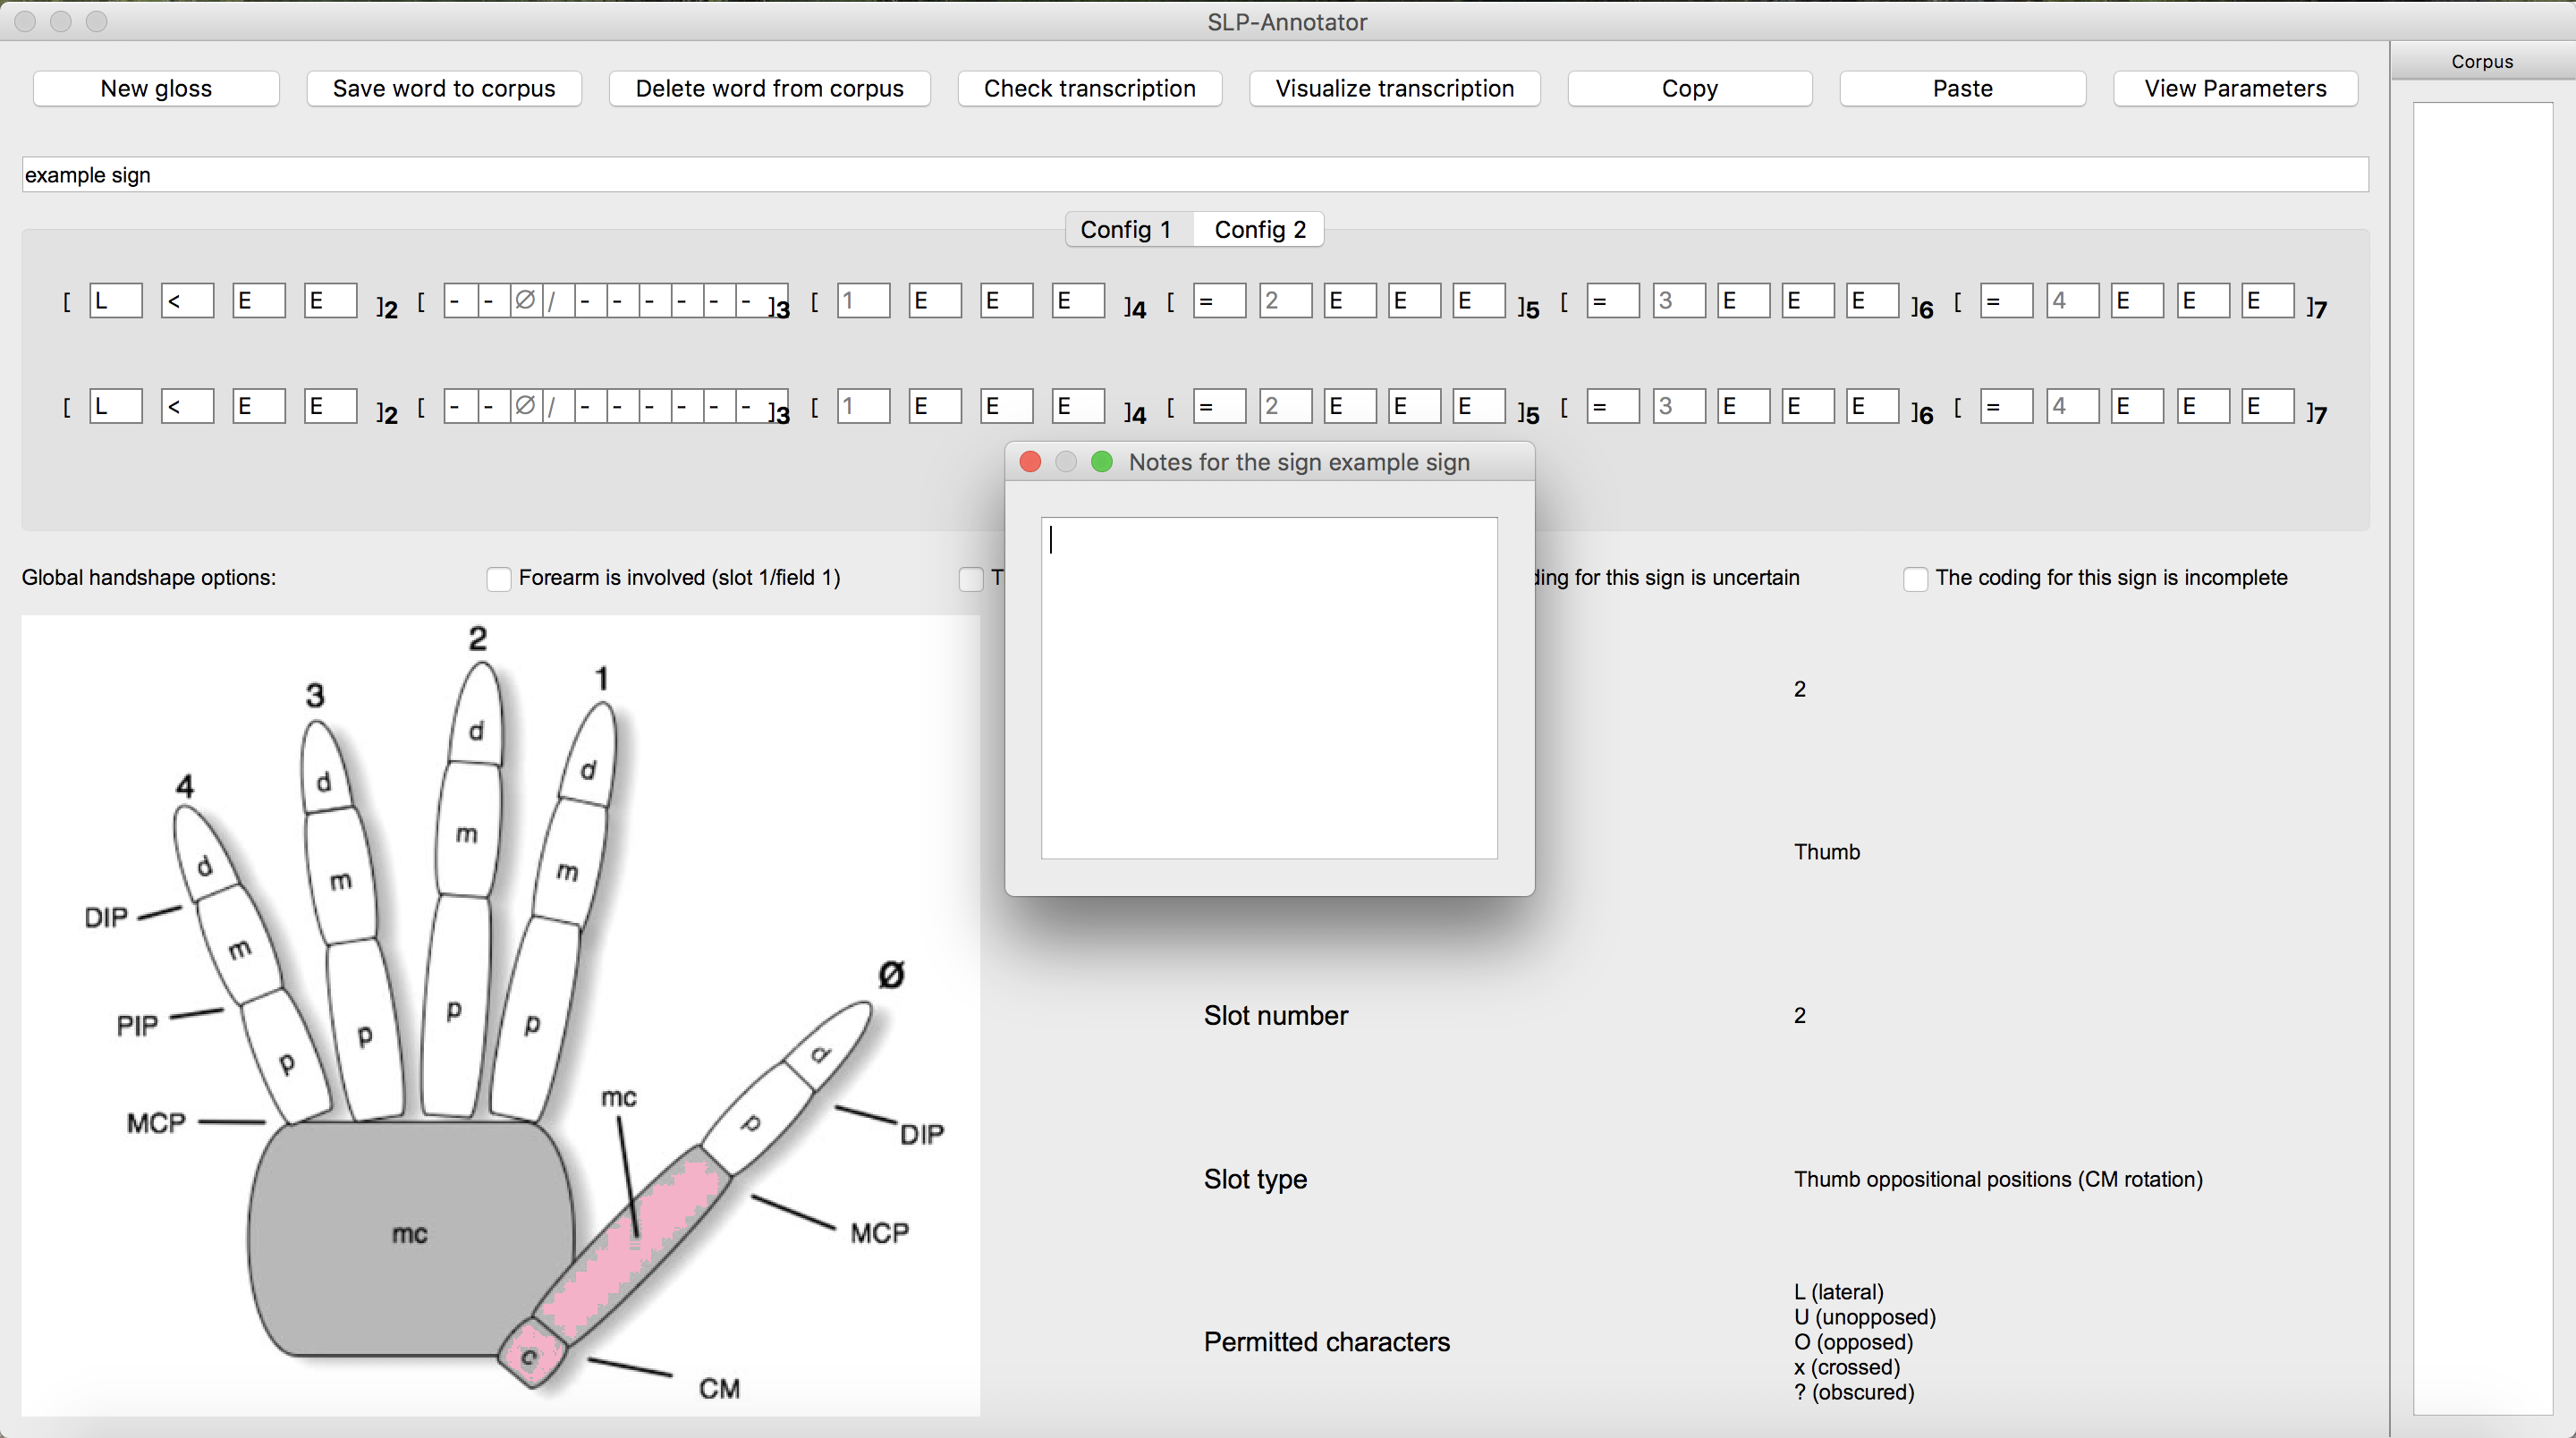 SLP-Annotator
Corpus
New gloss Save word to corpus Delete word from corpus Check transcription Visualize transcription Copy Paste View Parameters
example sign
Config 1 Config 2
[ L < E E ]2 [ - - Ø / - - - - - - ]3 [ 1 E E E ]4 [ = 2 E E E ]5 [ = 3 E E E ]6 [ = 4 E E E ]7
[ L < E E ]2 [ - - Ø / - - - - - - ]3 [ 1 E E E ]4 [ = 2 E E E ]5 [ = 3 E E E ]6 [ = 4 E E E ]7
Notes for the sign example sign
Global handshape options: Forearm is involved (slot 1/field 1) T ding for this sign is uncertain The coding for this sign is incomplete
2
1
3
4
d
d
d
d
m
m
m
m
p
p
p
p
DIP
PIP
MCP
mc
mc
Ø
d
p
DIP
MCP
c
CM
2
Thumb
Slot number 2
Slot type Thumb oppositional positions (CM rotation)
Permitted characters
L (lateral)
U (unopposed)
O (opposed)
x (crossed)
? (obscured)